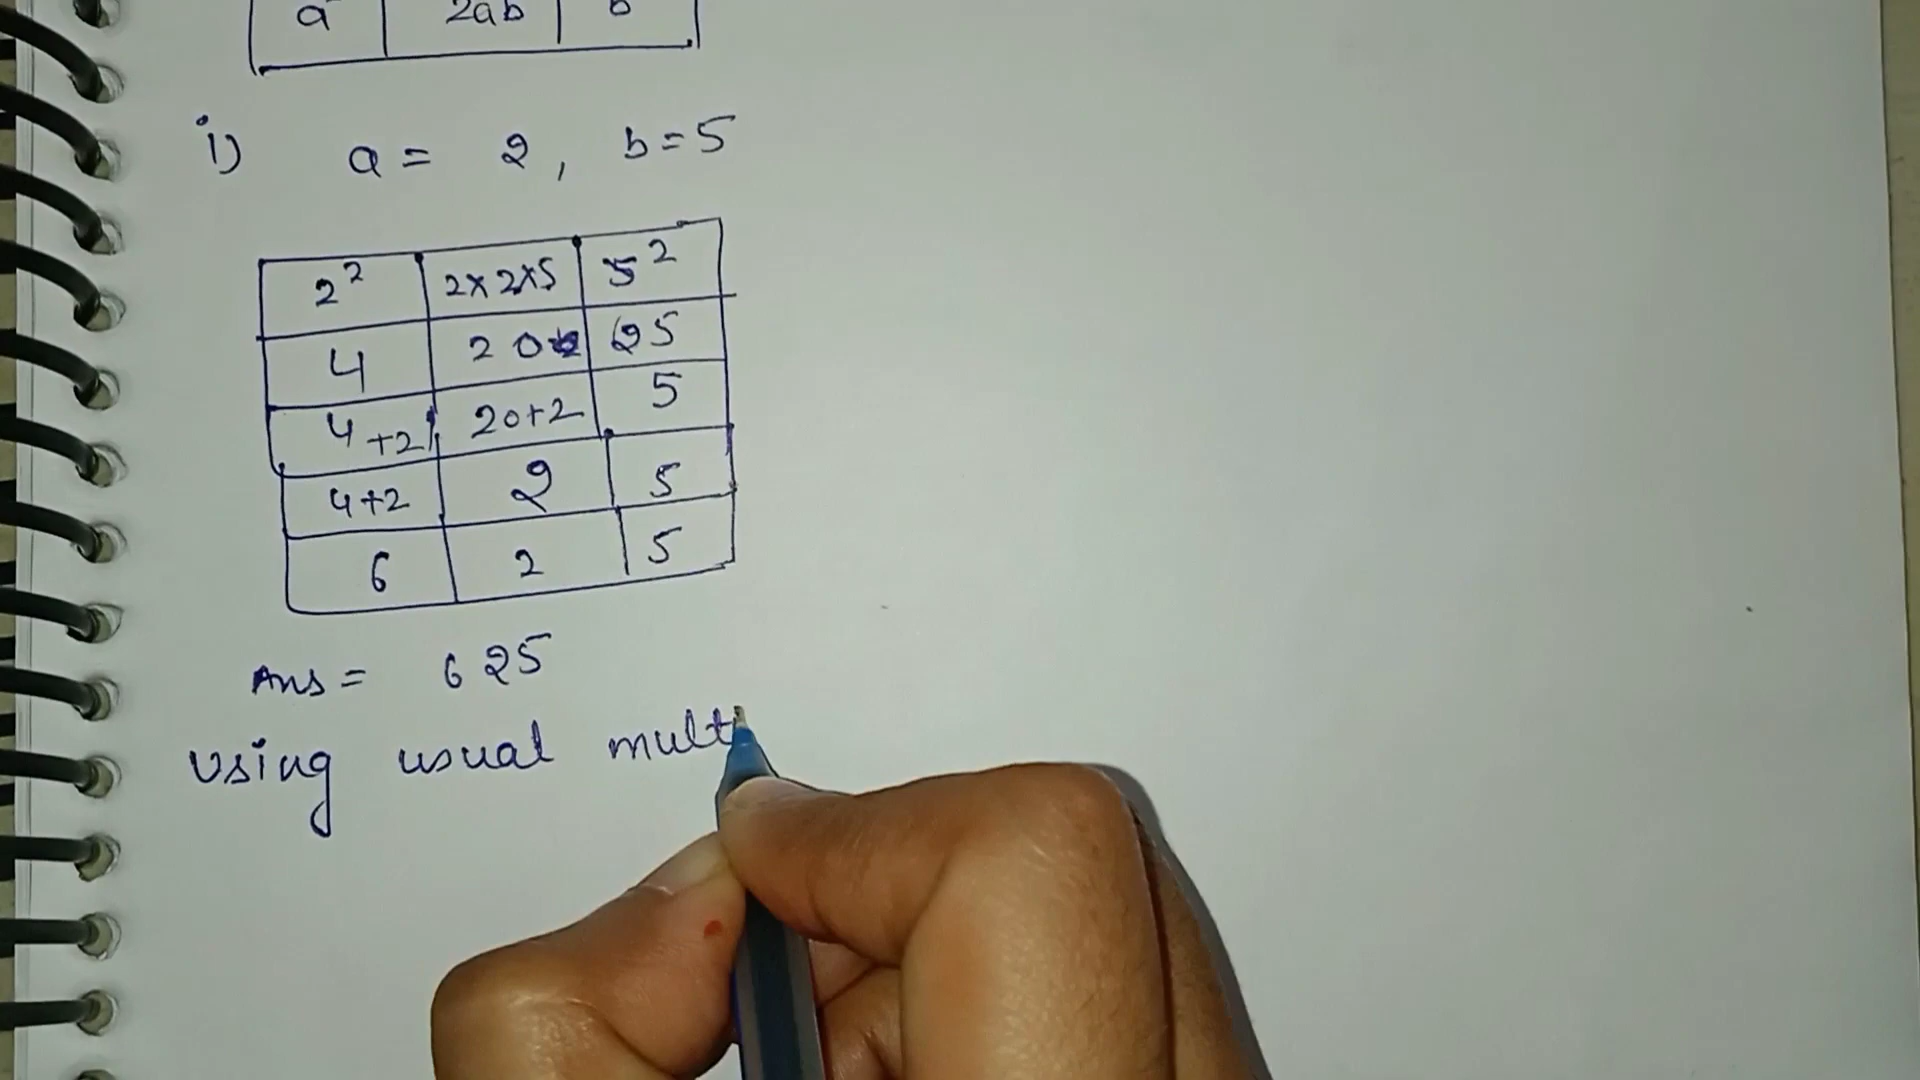 a² 2ab b
i) a = 2, b=5
2² 2×2×5 5²
4 20+2 25
4+2 20+2 5
4+2 2 5
6 2 5
Ans = 625
Using usual mult